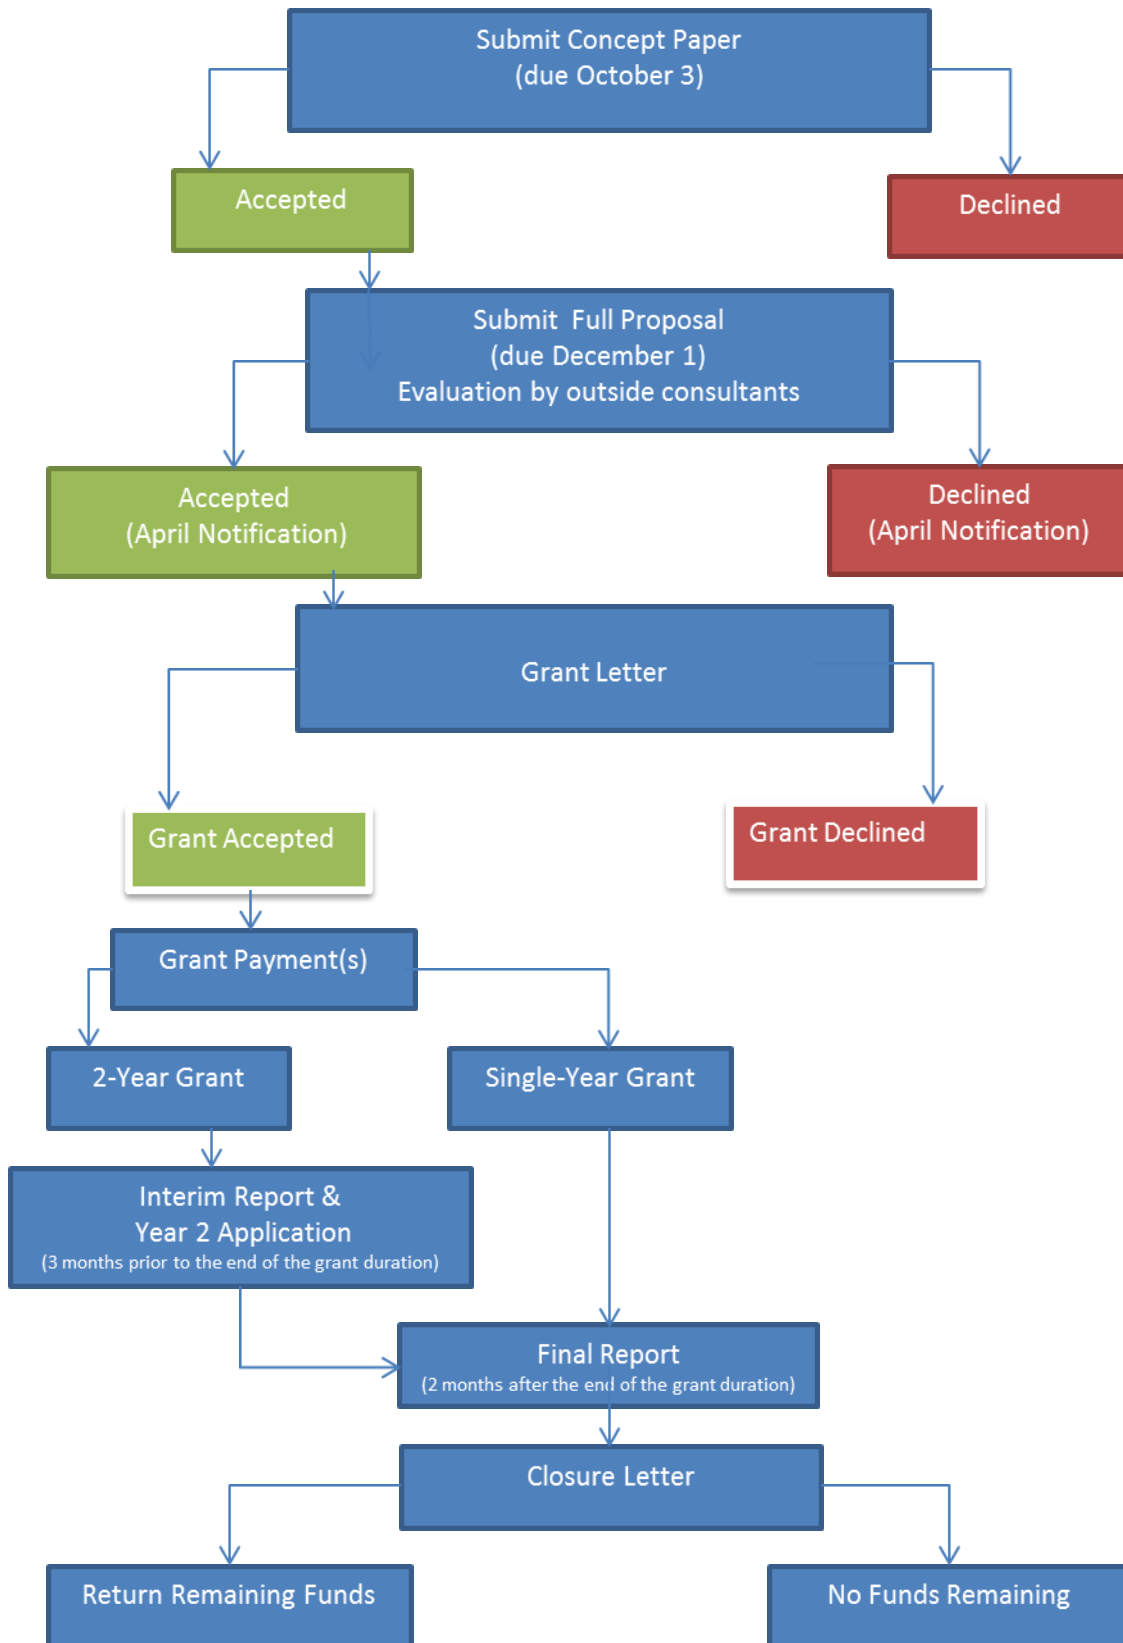 Submit Concept Paper
(due October 3)
Accepted
Declined
Submit Full Proposal
(due December 1)
Evaluation by outside consultants
Accepted
(April Notification)
Declined
(April Notification)
Grant Letter
Grant Accepted
Grant Declined
Grant Payment(s)
2-Year Grant
Single-Year Grant
Interim Report &
Year 2 Application
(3 months prior to the end of the grant duration)
Final Report
(2 months after the end of the grant duration)
Closure Letter
Return Remaining Funds
No Funds Remaining